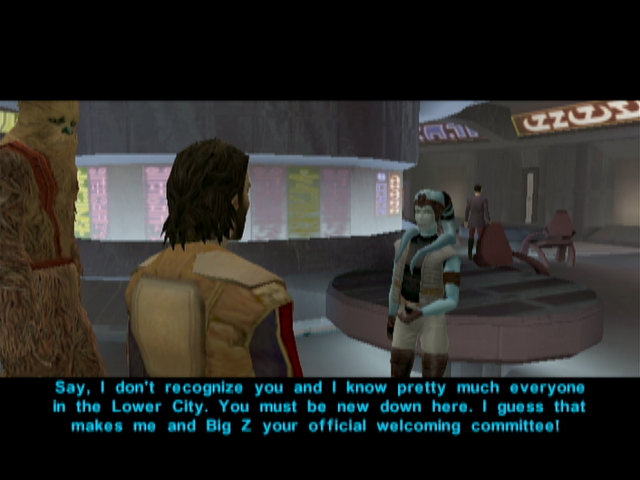 Say, I don't recognize you and I know pretty much everyone
in the Lower City. You must be new down here. I guess that
makes me and Big Z your official welcoming committee!